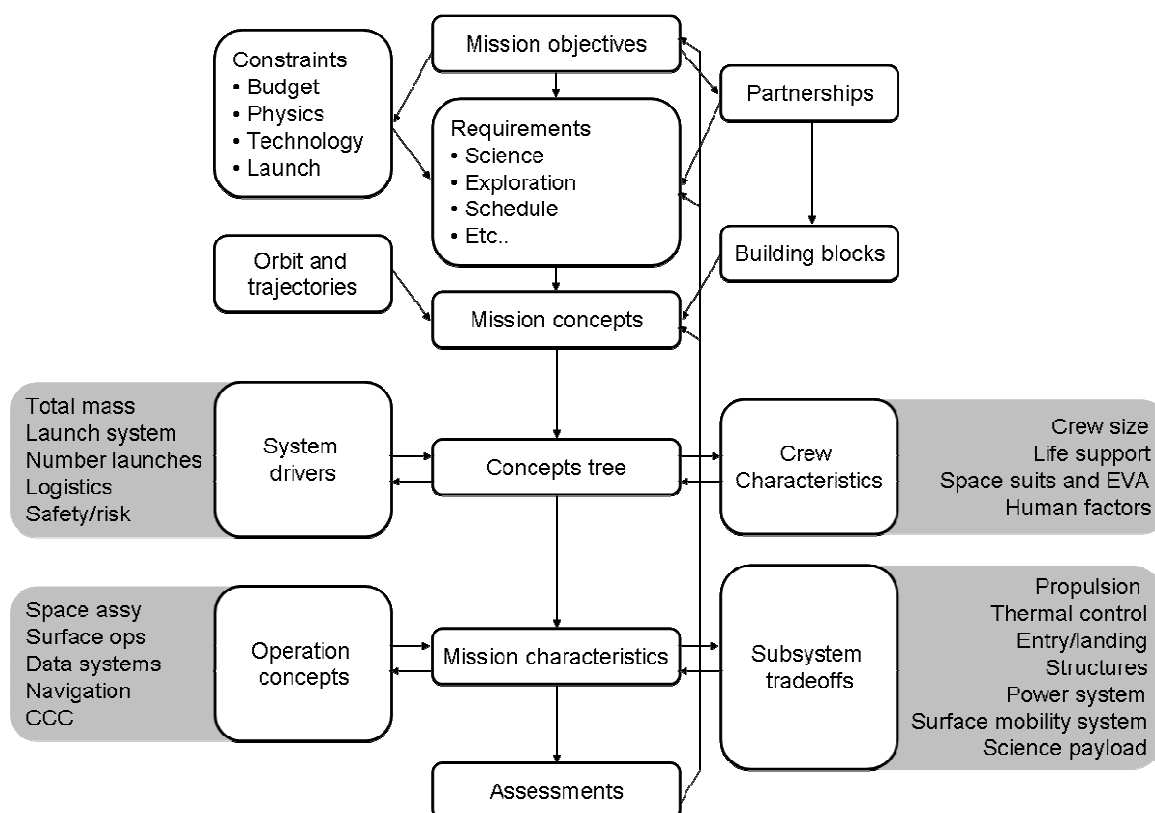 Mission objectives
Constraints
• Budget
• Physics
• Technology
• Launch
Partnerships
Requirements
• Science
• Exploration
• Schedule
• Etc..
Orbit and
trajectories
Building blocks
Mission concepts
Total mass
Launch system
Number launches
Logistics
Safety/risk
System
drivers
Concepts tree
Crew
Characteristics
Crew size
Life support
Space suits and EVA
Human factors
Space assy
Surface ops
Data systems
Navigation
CCC
Operation
concepts
Mission characteristics
Subsystem
tradeoffs
Propulsion
Thermal control
Entry/landing
Structures
Power system
Surface mobility system
Science payload
Assessments